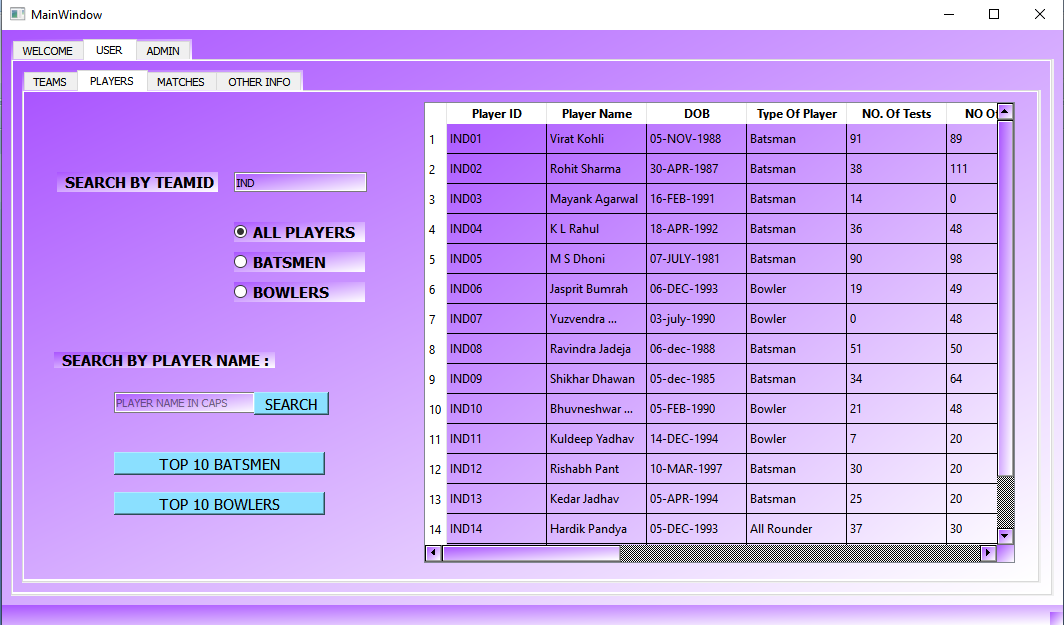 MainWindow
WELCOME USER ADMIN
TEAMS PLAYERS MATCHES OTHER INFO
SEARCH BY TEAMID IND
ALL PLAYERS
BATSMEN
BOWLERS
SEARCH BY PLAYER NAME :
PLAYER NAME IN CAPS SEARCH
TOP 10 BATSMEN
TOP 10 BOWLERS
Player ID Player Name DOB Type Of Player NO. Of Tests NO O
1 IND01 Virat Kohli 05-NOV-1988 Batsman 91 89
2 IND02 Rohit Sharma 30-APR-1987 Batsman 38 111
3 IND03 Mayank Agarwal 16-FEB-1991 Batsman 14 0
4 IND04 K L Rahul 18-APR-1992 Batsman 36 48
5 IND05 M S Dhoni 07-JULY-1981 Batsman 90 98
6 IND06 Jasprit Bumrah 06-DEC-1993 Bowler 19 49
7 IND07 Yuzvendra ... 03-july-1990 Bowler 0 48
8 IND08 Ravindra Jadeja 06-dec-1988 Batsman 51 50
9 IND09 Shikhar Dhawan 05-dec-1985 Batsman 34 64
10 IND10 Bhuvneshwar ... 05-FEB-1990 Bowler 21 48
11 IND11 Kuldeep Yadhav 14-DEC-1994 Bowler 7 20
12 IND12 Rishabh Pant 10-MAR-1997 Batsman 30 20
13 IND13 Kedar Jadhav 05-APR-1994 Batsman 25 20
14 IND14 Hardik Pandya 05-DEC-1993 All Rounder 37 30